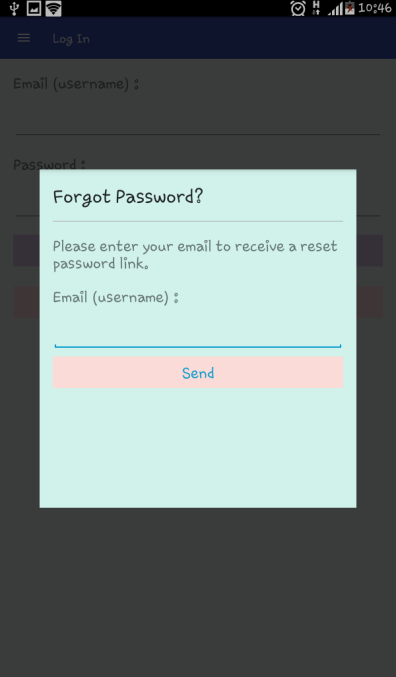 H
10:46
Log In
Email (username) :
Password :
Forgot Password?
Please enter your email to receive a reset
password link.
Email (username) :
Send